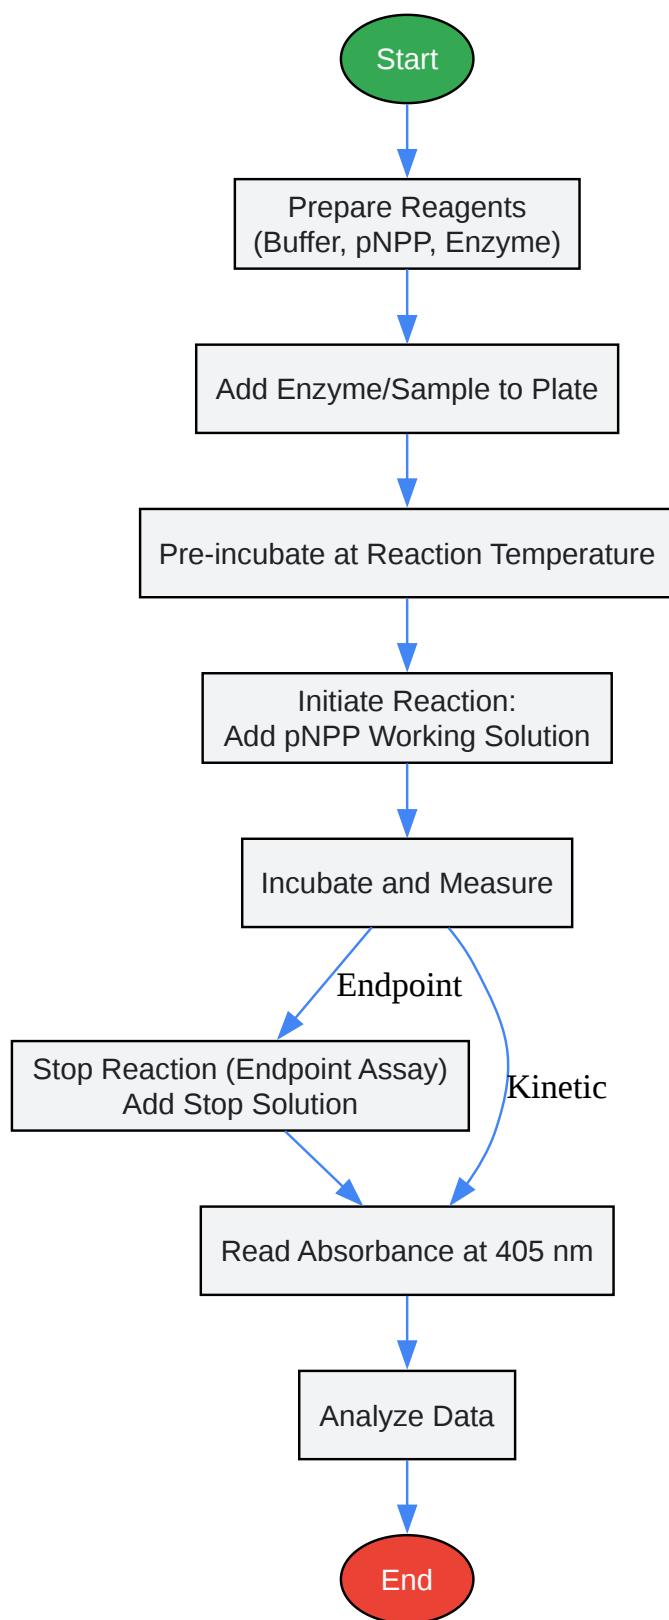 Start
Prepare Reagents
(Buffer, pNPP, Enzyme)
Add Enzyme/Sample to Plate
Pre-incubate at Reaction Temperature
Initiate Reaction:
Add pNPP Working Solution
Incubate and Measure
Endpoint
Stop Reaction (Endpoint Assay)
Add Stop Solution
Kinetic
Read Absorbance at 405 nm
Analyze Data
End